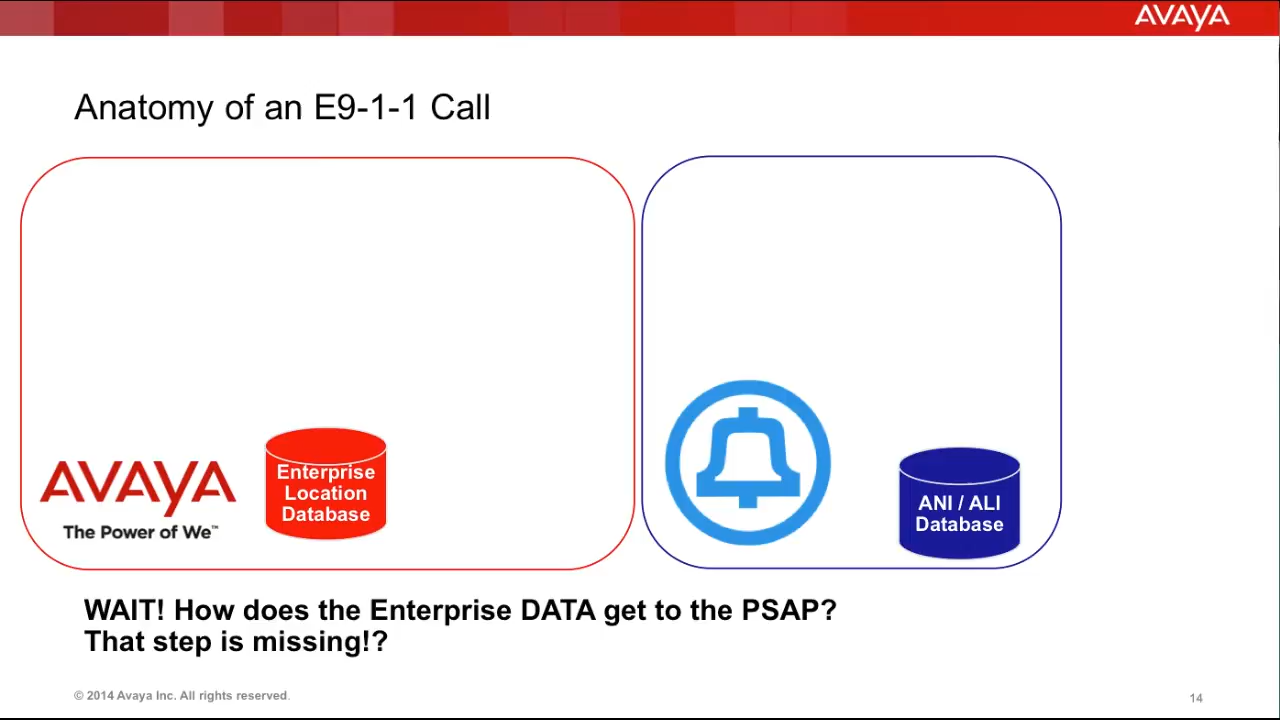 AVAYA
Anatomy of an E9-1-1 Call
AVAYA
The Power of We™
Enterprise
Location
Database
ANI / ALI
Database
WAIT! How does the Enterprise DATA get to the PSAP?
That step is missing!?
© 2014 Avaya Inc. All rights reserved.
14